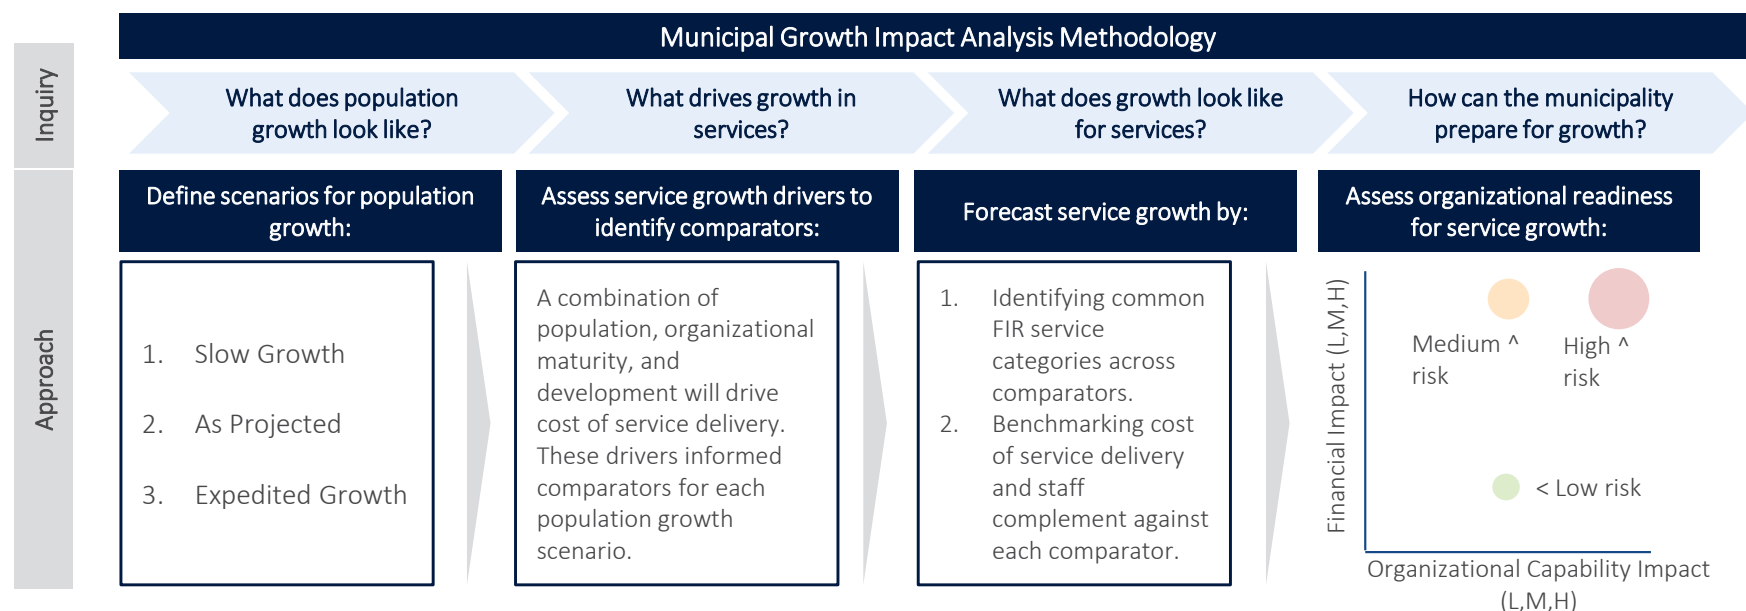 Municipal Growth Impact Analysis Methodology
Inquiry
What does population
growth look like?
What drives growth in
services?
What does growth look like
for services?
How can the municipality
prepare for growth?
Approach
Define scenarios for population
growth:
Assess service growth drivers to
identify comparators:
Forecast service growth by:
Assess organizational readiness
for service growth:
1. Slow Growth
2. As Projected
3. Expedited Growth
A combination of
population, organizational
maturity, and
development will drive
cost of service delivery.
These drivers informed
comparators for each
population growth
scenario.
1. Identifying common
FIR service
categories across
comparators.
2. Benchmarking cost
of service delivery
and staff
complement against
each comparator.
Financial Impact (L,M,H)
Medium ^
risk
High ^
risk
< Low risk
Organizational Capability Impact
(L,M,H)